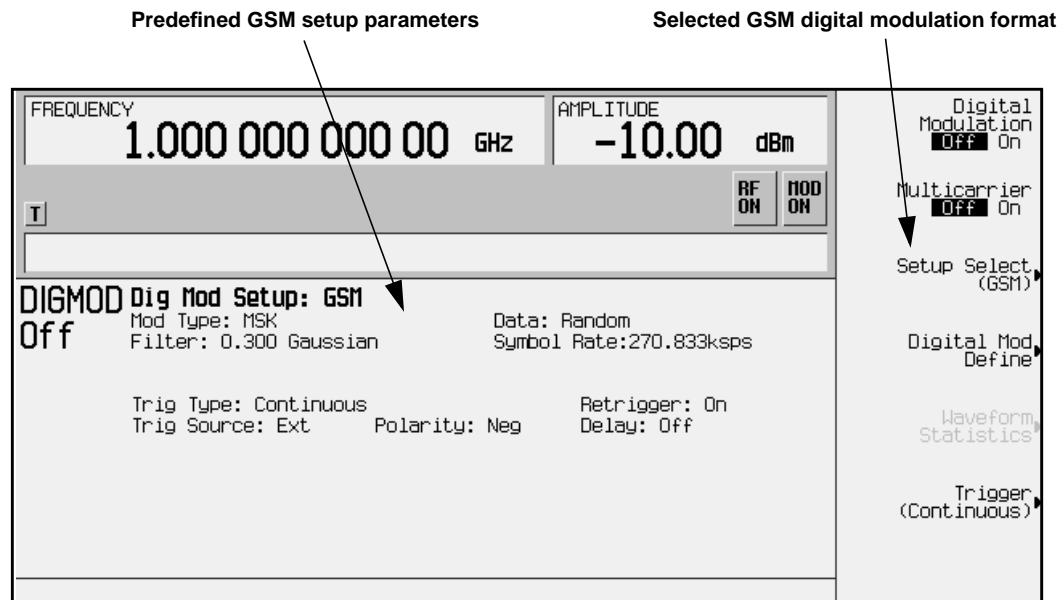 Predefined GSM setup parameters
Selected GSM digital modulation format
FREQUENCY
1.000 000 000 00 GHz
AMPLITUDE
-10.00 dBm
RF ON
MOD ON
T
DIGMOD Off
Dig Mod Setup: GSM
Mod Type: MSK
Data: Random
Filter: 0.300 Gaussian
Symbol Rate:270.833ksps
Trig Type: Continuous
Retrigger: On
Trig Source: Ext
Polarity: Neg
Delay: Off
Digital
Modulation
Off On
Multicarrier
Off On
Setup Select
(GSM)
Digital Mod
Define
Waveform
Statistics
Trigger
(Continuous)